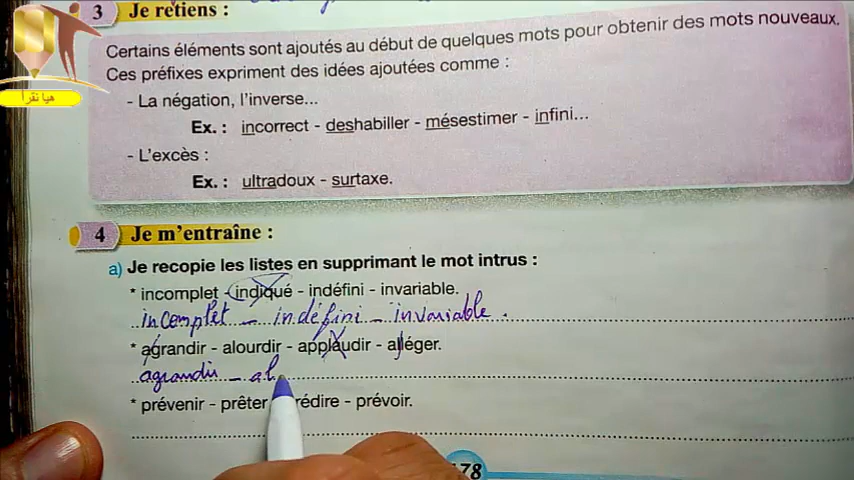 3 Je retiens :
هيا نقرأ
Certains éléments sont ajoutés au début de quelques mots pour obtenir des mots nouveaux.
Ces préfixes expriment des idées ajoutées comme :
- La négation, l'inverse...
Ex. : incorrect - deshabiller - mésestimer - infini...
- L'excès :
Ex. : ultradoux - surtaxe.
4 Je m'entraîne :
a) Je recopie les listes en supprimant le mot intrus :
* incomplet - indiqué - indéfini - invariable.
incomplet - indéfini - invariable.
* agrandir - alourdir - applaudir - alléger.
agrandir - al
* prévenir - prêter rédire - prévoir.
178